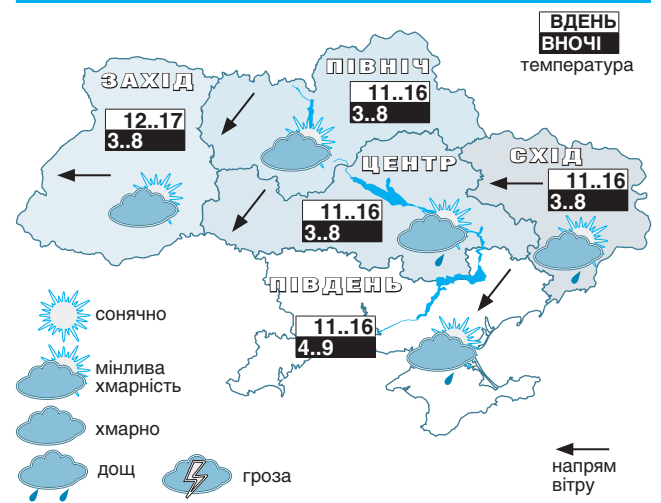 ВДЕНЬ
ВНОЧІ
температура
ПІВНІЧ
11..16
3..8
ЗАХІД
12..17
3..8
ЦЕНТР
11..16
3..8
СХІД
11..16
3..8
ПІВДЕНЬ
11..16
4..9
сонячно
мінлива
хмарність
хмарно
дощ
гроза
напрям
вітру